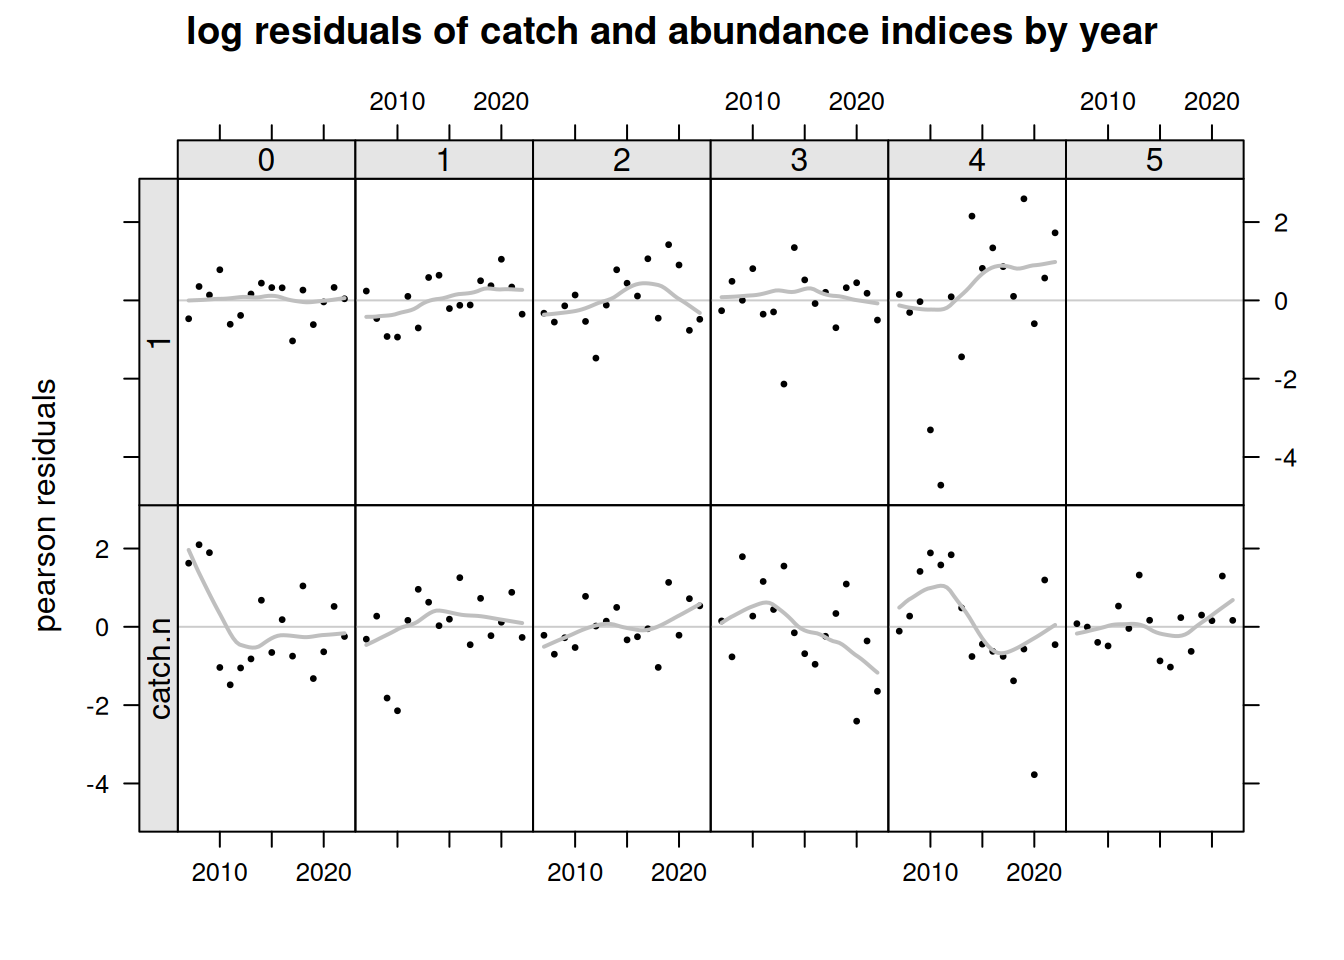 log residuals of catch and abundance indices by year
2010 2020 2010 2020 2010 2020
0 1 2 3 4 5
1
2
0
-2
-4
pearson residuals
catch.n
2
0
-2
-4
2010 2020 2010 2020 2010 2020